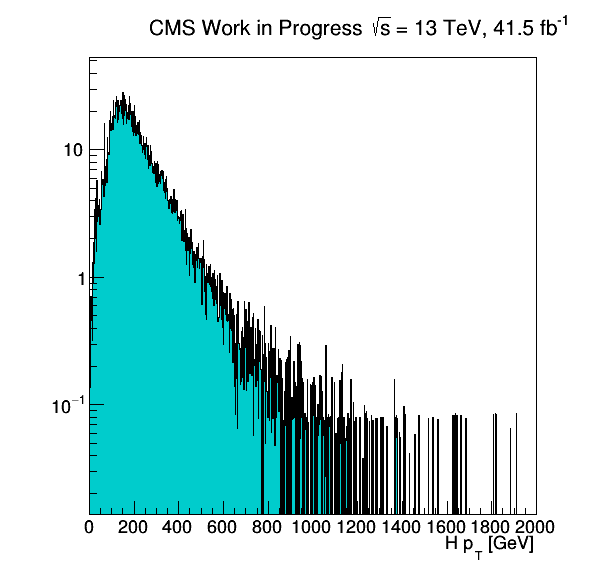 CMS Work in Progress √s = 13 TeV, 41.5 fb⁻¹
10
1
10⁻¹
0 200 400 600 800 1000 1200 1400 1600 1800 2000
H p_T [GeV]